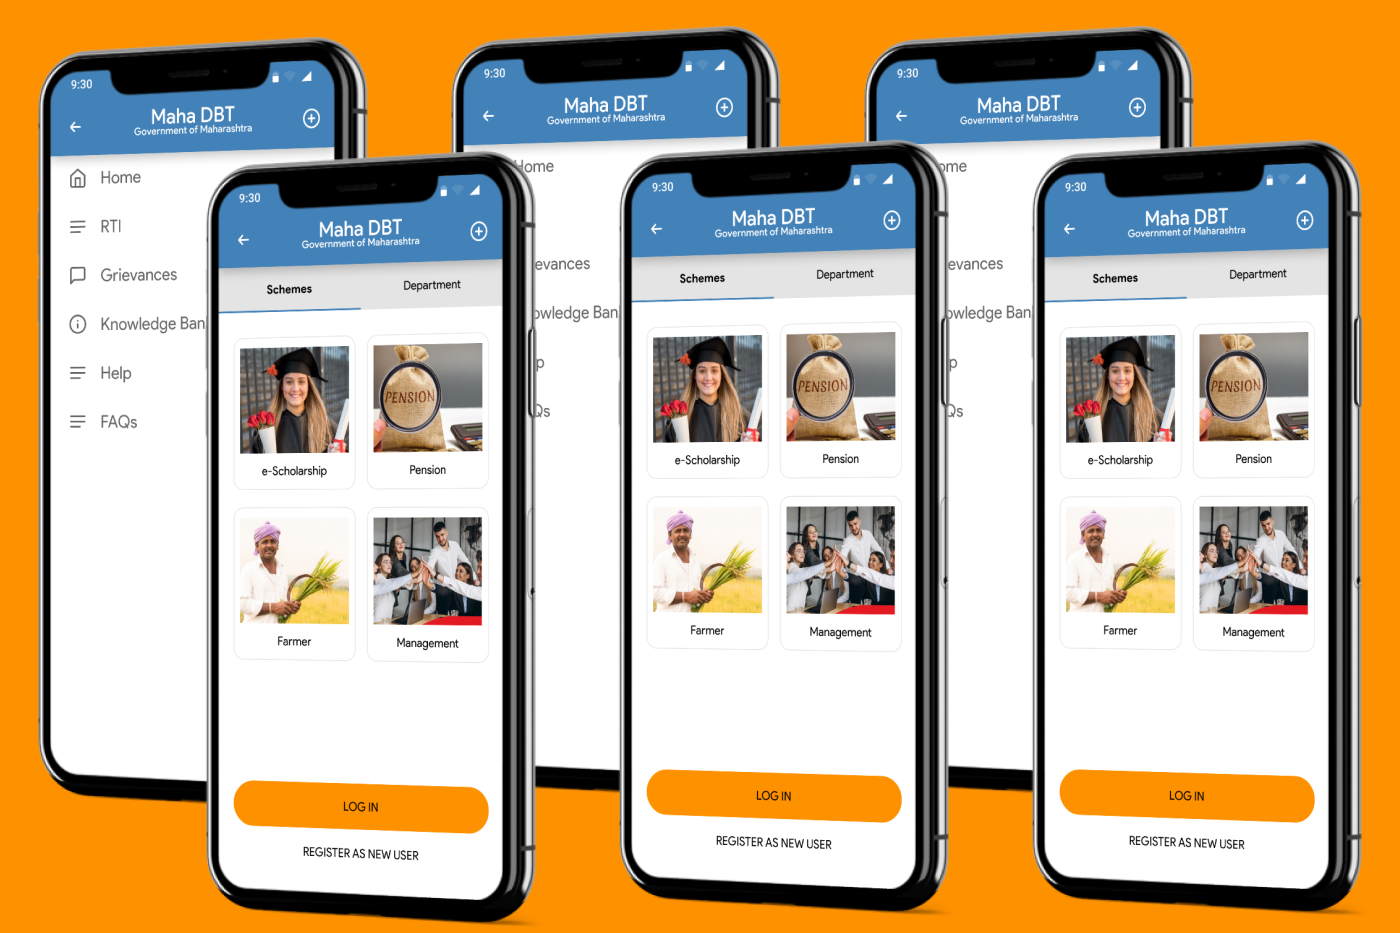 9:30
Maha DBT
Government of Maharashtra
Home
RTI
Grievances
Knowledge Ban
Help
FAQs
9:30
Maha DBT
Government of Maharashtra
Schemes Department
PENSION
e-Scholarship Pension
Farmer Management
LOG IN
REGISTER AS NEW USER
9:30
Maha DBT
Government of Maharashtra
Home
evances
owledge Ban
p
Qs
9:30
Maha DBT
Government of Maharashtra
Schemes Department
PENSION
e-Scholarship Pension
Farmer Management
LOG IN
REGISTER AS NEW USER
9:30
Maha DBT
Government of Maharashtra
ome
evances
owledge Ban
p
Qs
9:30
Maha DBT
Government of Maharashtra
Schemes Department
PENSION
e-Scholarship Pension
Farmer Management
LOG IN
REGISTER AS NEW USER